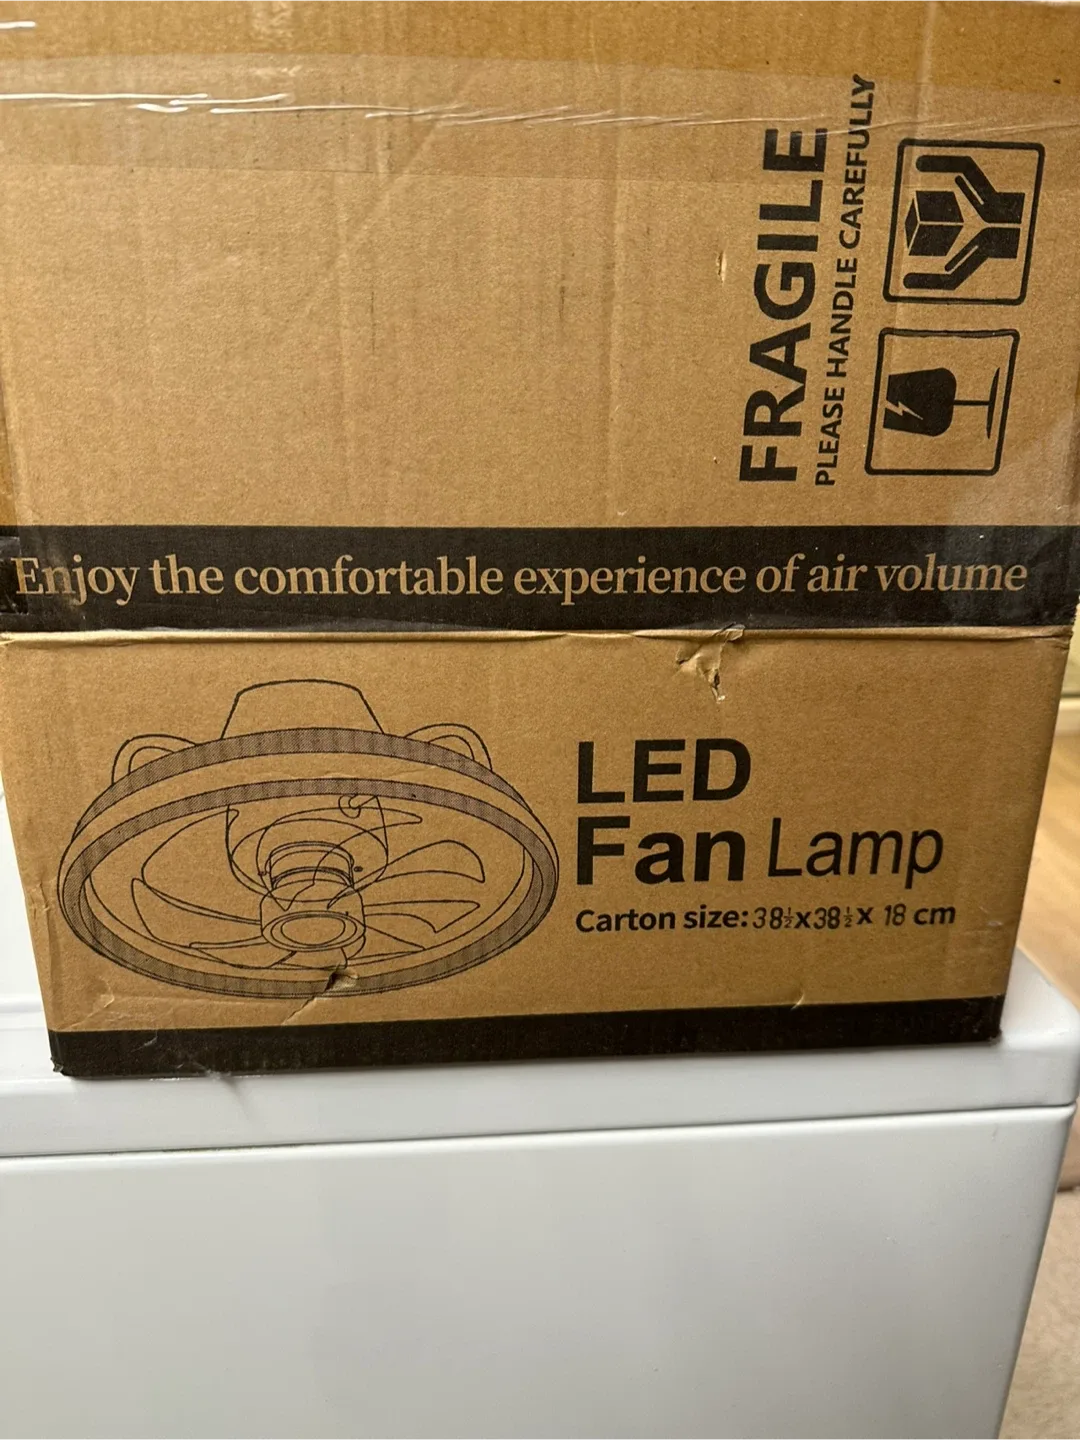 FRAGILE
PLEASE HANDLE CAREFULLY
Enjoy the comfortable experience of air volume
LED
Fan Lamp
Carton size: 38½x38½x 18 cm